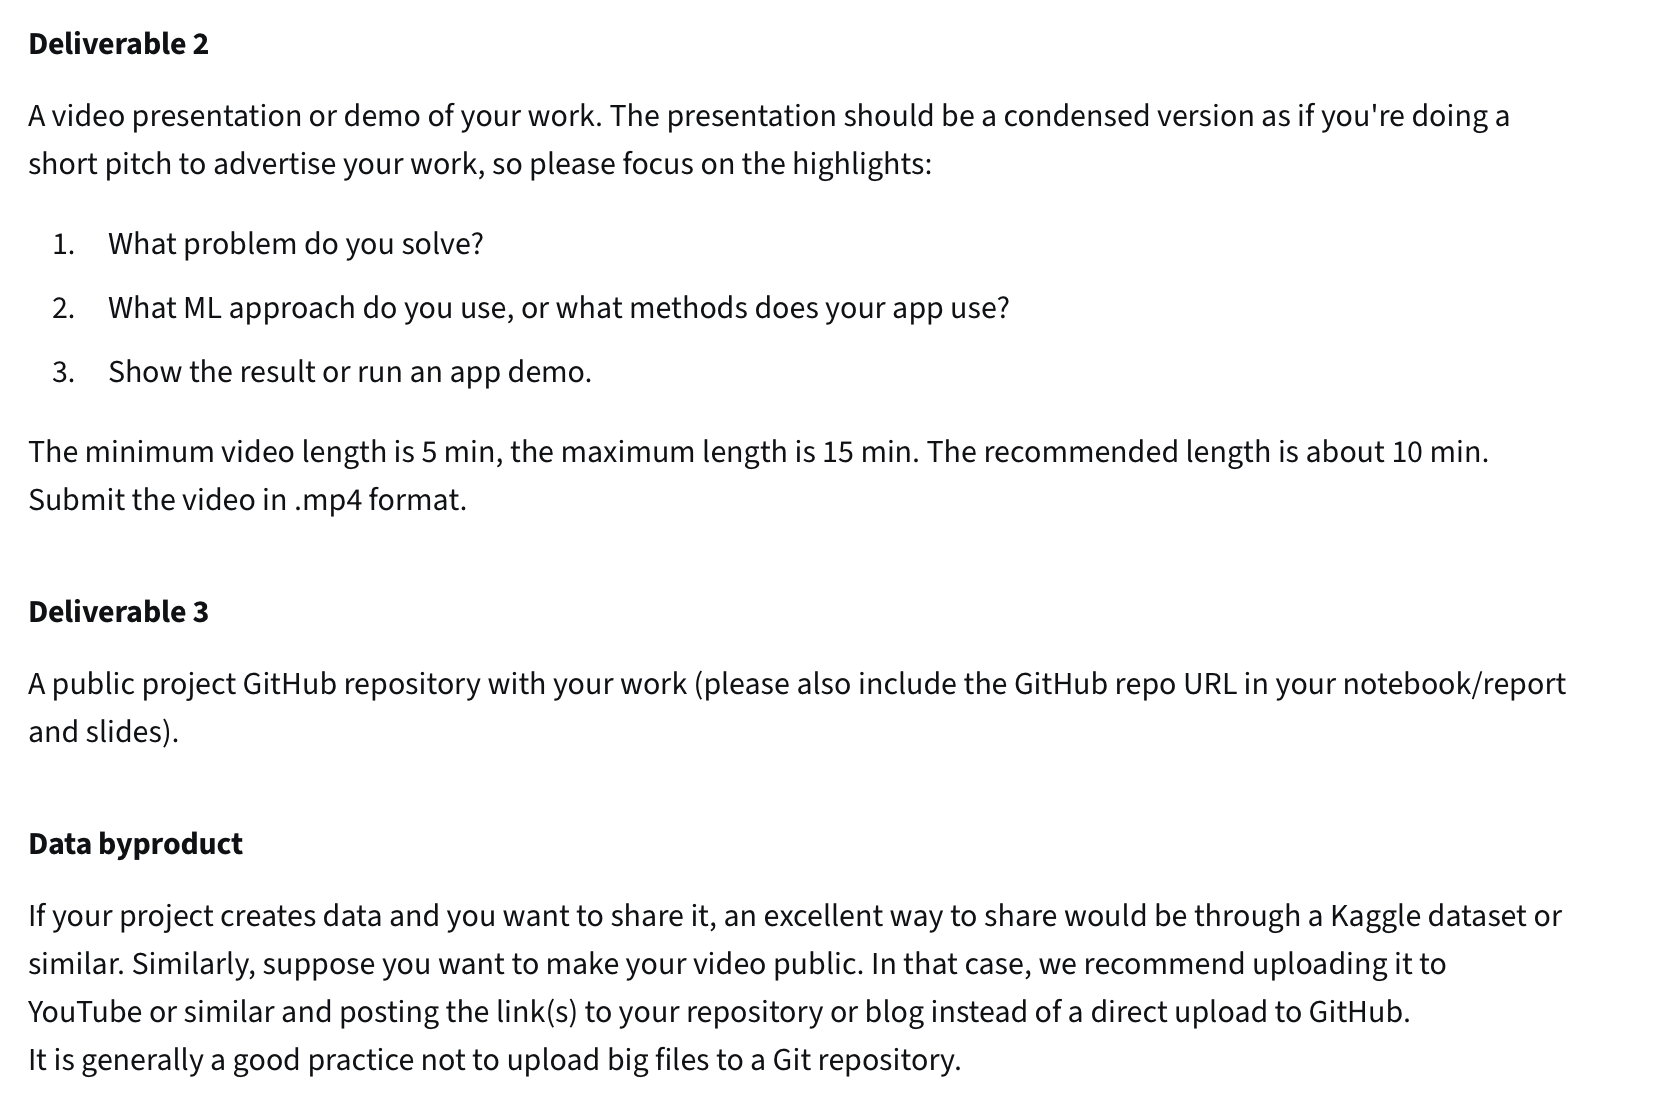 Deliverable 2
A video presentation or demo of your work. The presentation should be a condensed version as if you're doing a
short pitch to advertise your work, so please focus on the highlights:
1. What problem do you solve?
2. What ML approach do you use, or what methods does your app use?
3. Show the result or run an app demo.
The minimum video length is 5 min, the maximum length is 15 min. The recommended length is about 10 min.
Submit the video in .mp4 format.
Deliverable 3
A public project GitHub repository with your work (please also include the GitHub repo URL in your notebook/report
and slides).
Data byproduct
If your project creates data and you want to share it, an excellent way to share would be through a Kaggle dataset or
similar. Similarly, suppose you want to make your video public. In that case, we recommend uploading it to
YouTube or similar and posting the link(s) to your repository or blog instead of a direct upload to GitHub.
It is generally a good practice not to upload big files to a Git repository.